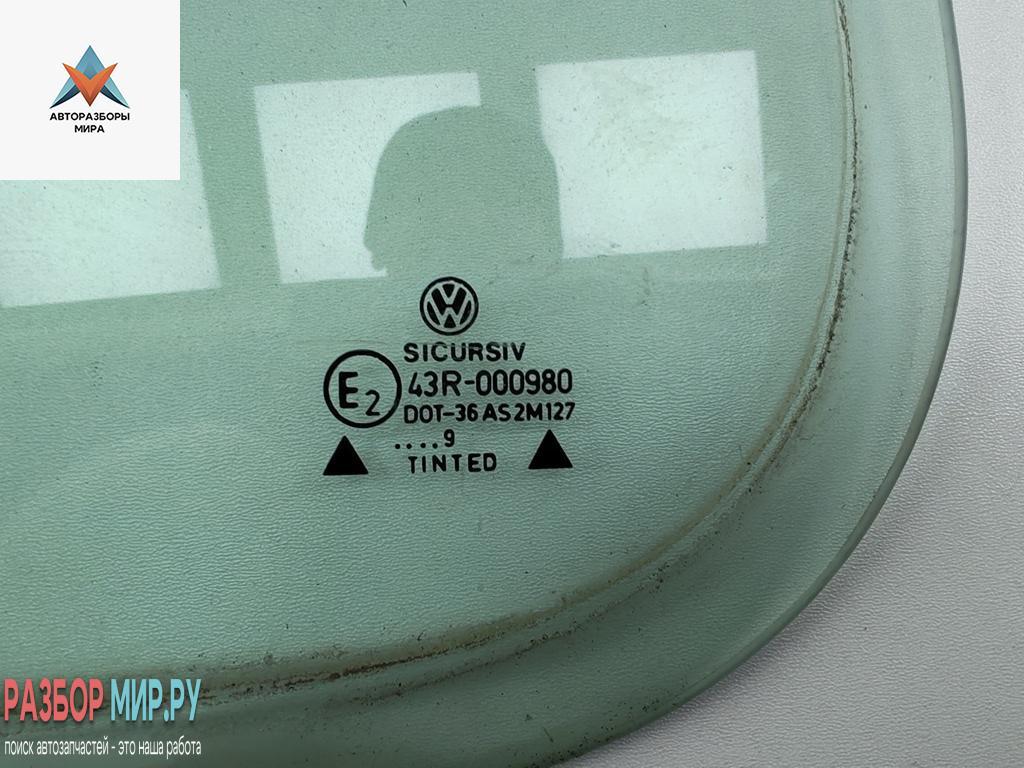 АВТОРАЗБОРЫ
МИРА
SICURSIV
E2
43R-000980
DOT-36 AS2M127
....9
TINTED
РАЗБОР МИР.РУ
поиск автозапчастей - это наша работа